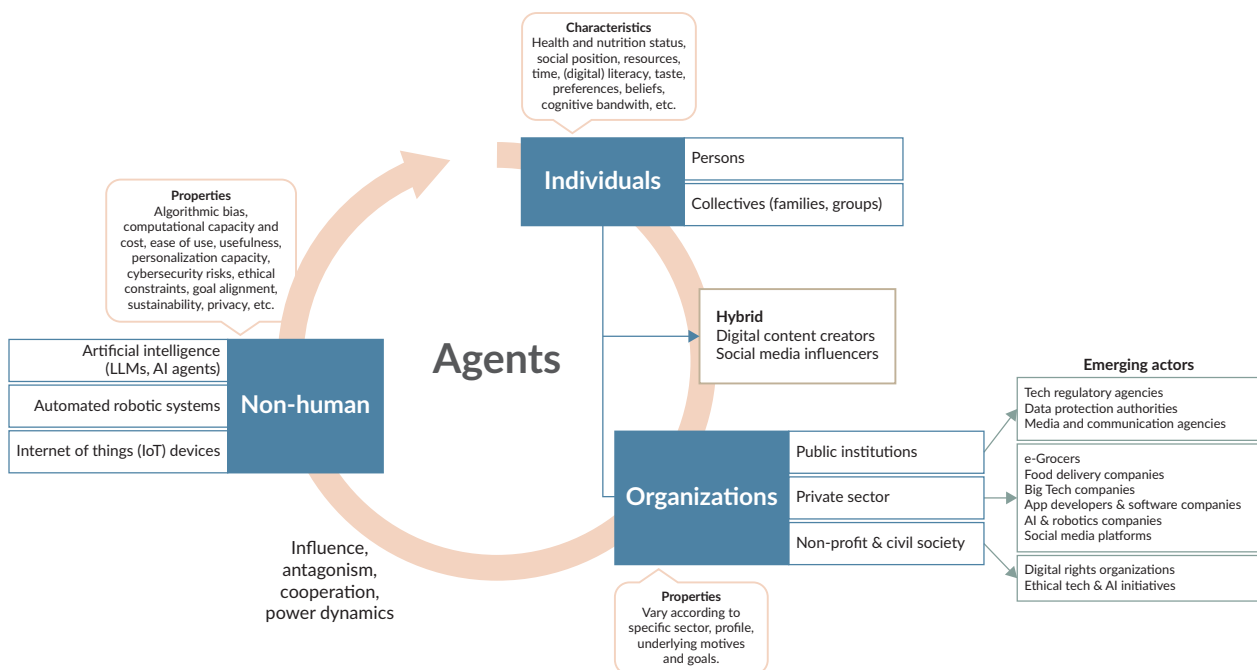 Characteristics
Health and nutrition status,
social position, resources,
time, (digital) literacy, taste,
preferences, beliefs,
cognitive bandwith, etc.
Individuals
Persons
Collectives (families, groups)
Properties
Algorithmic bias,
computational capacity and
cost, ease of use, usefulness,
personalization capacity,
cybersecurity risks, ethical
constraints, goal alignment,
sustainability, privacy, etc.
Hybrid
Digital content creators
Social media influencers
Agents
Artificial intelligence
(LLMs, AI agents)
Automated robotic systems
Internet of things (IoT) devices
Non-human
Emerging actors
Tech regulatory agencies
Data protection authorities
Media and communication agencies
Organizations
Public institutions
Private sector
Non-profit & civil society
e-Grocers
Food delivery companies
Big Tech companies
App developers & software companies
AI & robotics companies
Social media platforms
Digital rights organizations
Ethical tech & AI initiatives
Influence,
antagonism,
cooperation,
power dynamics
Properties
Vary according to
specific sector, profile,
underlying motives
and goals.